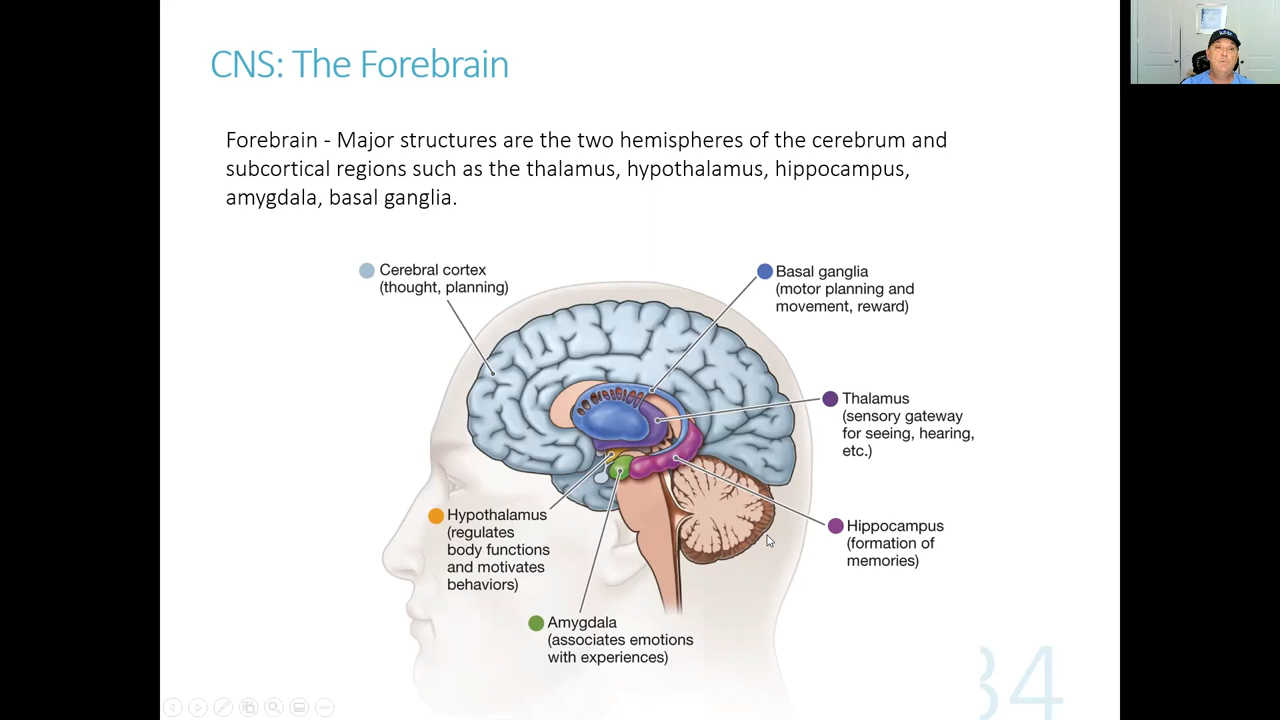 CNS: The Forebrain
Forebrain - Major structures are the two hemispheres of the cerebrum and
subcortical regions such as the thalamus, hypothalamus, hippocampus,
amygdala, basal ganglia.
Cerebral cortex
(thought, planning)
Basal ganglia
(motor planning and
movement, reward)
Thalamus
(sensory gateway
for seeing, hearing,
etc.)
Hypothalamus
(regulates
body functions
and motivates
behaviors)
Hippocampus
(formation of
memories)
Amygdala
(associates emotions
with experiences)
34